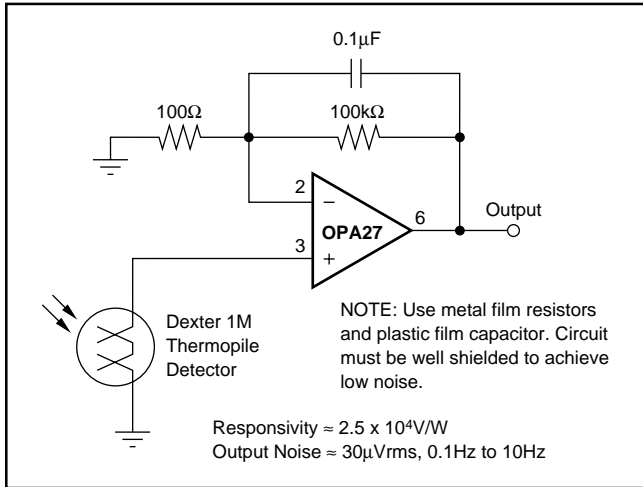 0.1µF
100Ω
100kΩ
2
6
Output
OPA27
3
Dexter 1M
Thermopile
Detector
NOTE: Use metal film resistors
and plastic film capacitor. Circuit
must be well shielded to achieve
low noise.
Responsivity ≈ 2.5 x 10⁴V/W
Output Noise ≈ 30µVrms, 0.1Hz to 10Hz